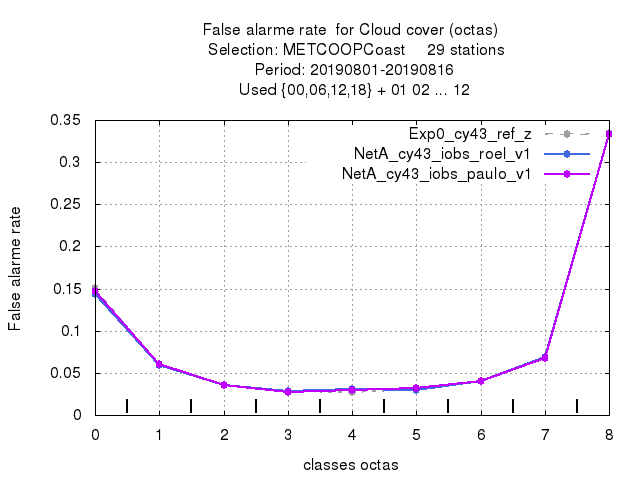 False alarme rate  for Cloud cover (octas)
Selection: METCOOPCoast     29 stations
Period: 20190801-20190816
Used {00,06,12,18} + 01 02 ... 12
Exp0_cy43_ref_z
NetA_cy43_iobs_roel_v1
NetA_cy43_iobs_paulo_v1
False alarme rate
0.35
0.3
0.25
0.2
0.15
0.1
0.05
0
0 1 2 3 4 5 6 7 8
classes octas